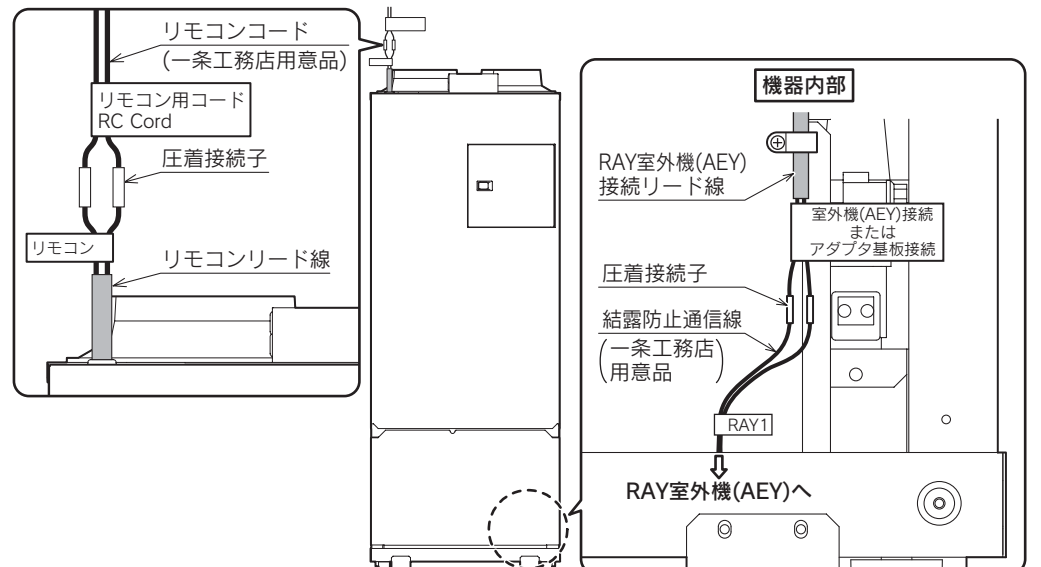 リモコンコード
(一条工務店用意品)
リモコン用コード
RC Cord
圧着接続子
リモコン
リモコンリード線
機器内部
RAY室外機(AEY)
接続リード線
室外機(AEY)接続
または
アダプタ基板接続
圧着接続子
結露防止通信線
(一条工務店
用意品)
RAY1
RAY室外機(AEY)へ